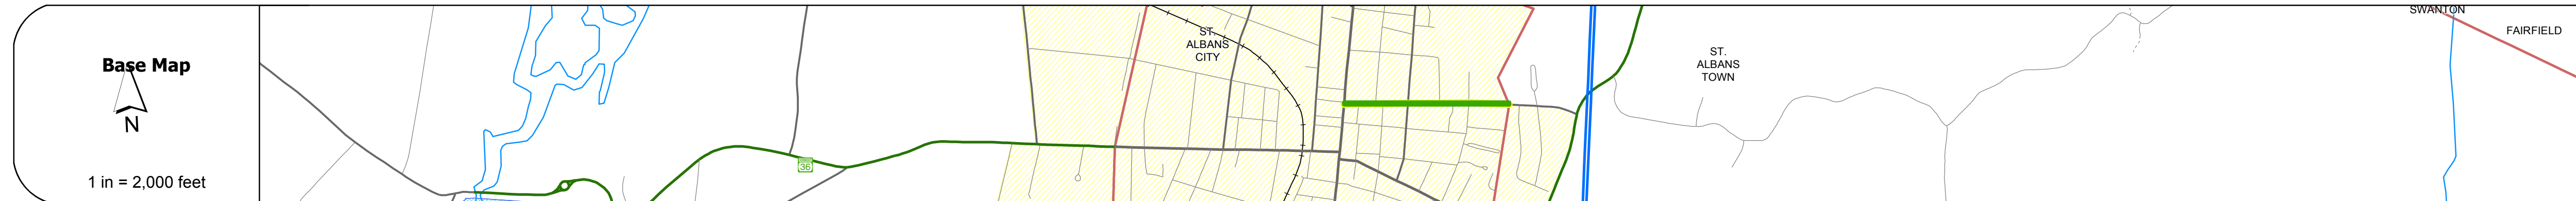 Base Map
N
1 in = 2,000 feet
36
ST.
ALBANS
CITY
ST.
ALBANS
TOWN
SWANTON
FAIRFIELD